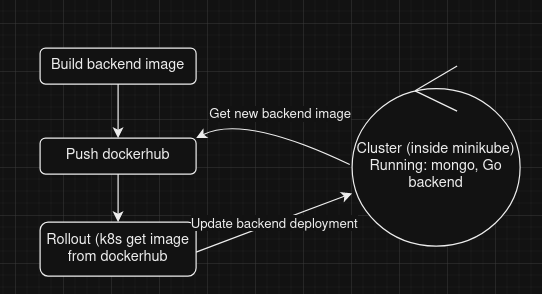 Build backend image
Get new backend image
Push dockerhub
Cluster (inside minikube)
Running: mongo, Go
backend
Update backend deployment
Rollout (k8s get image
from dockerhub